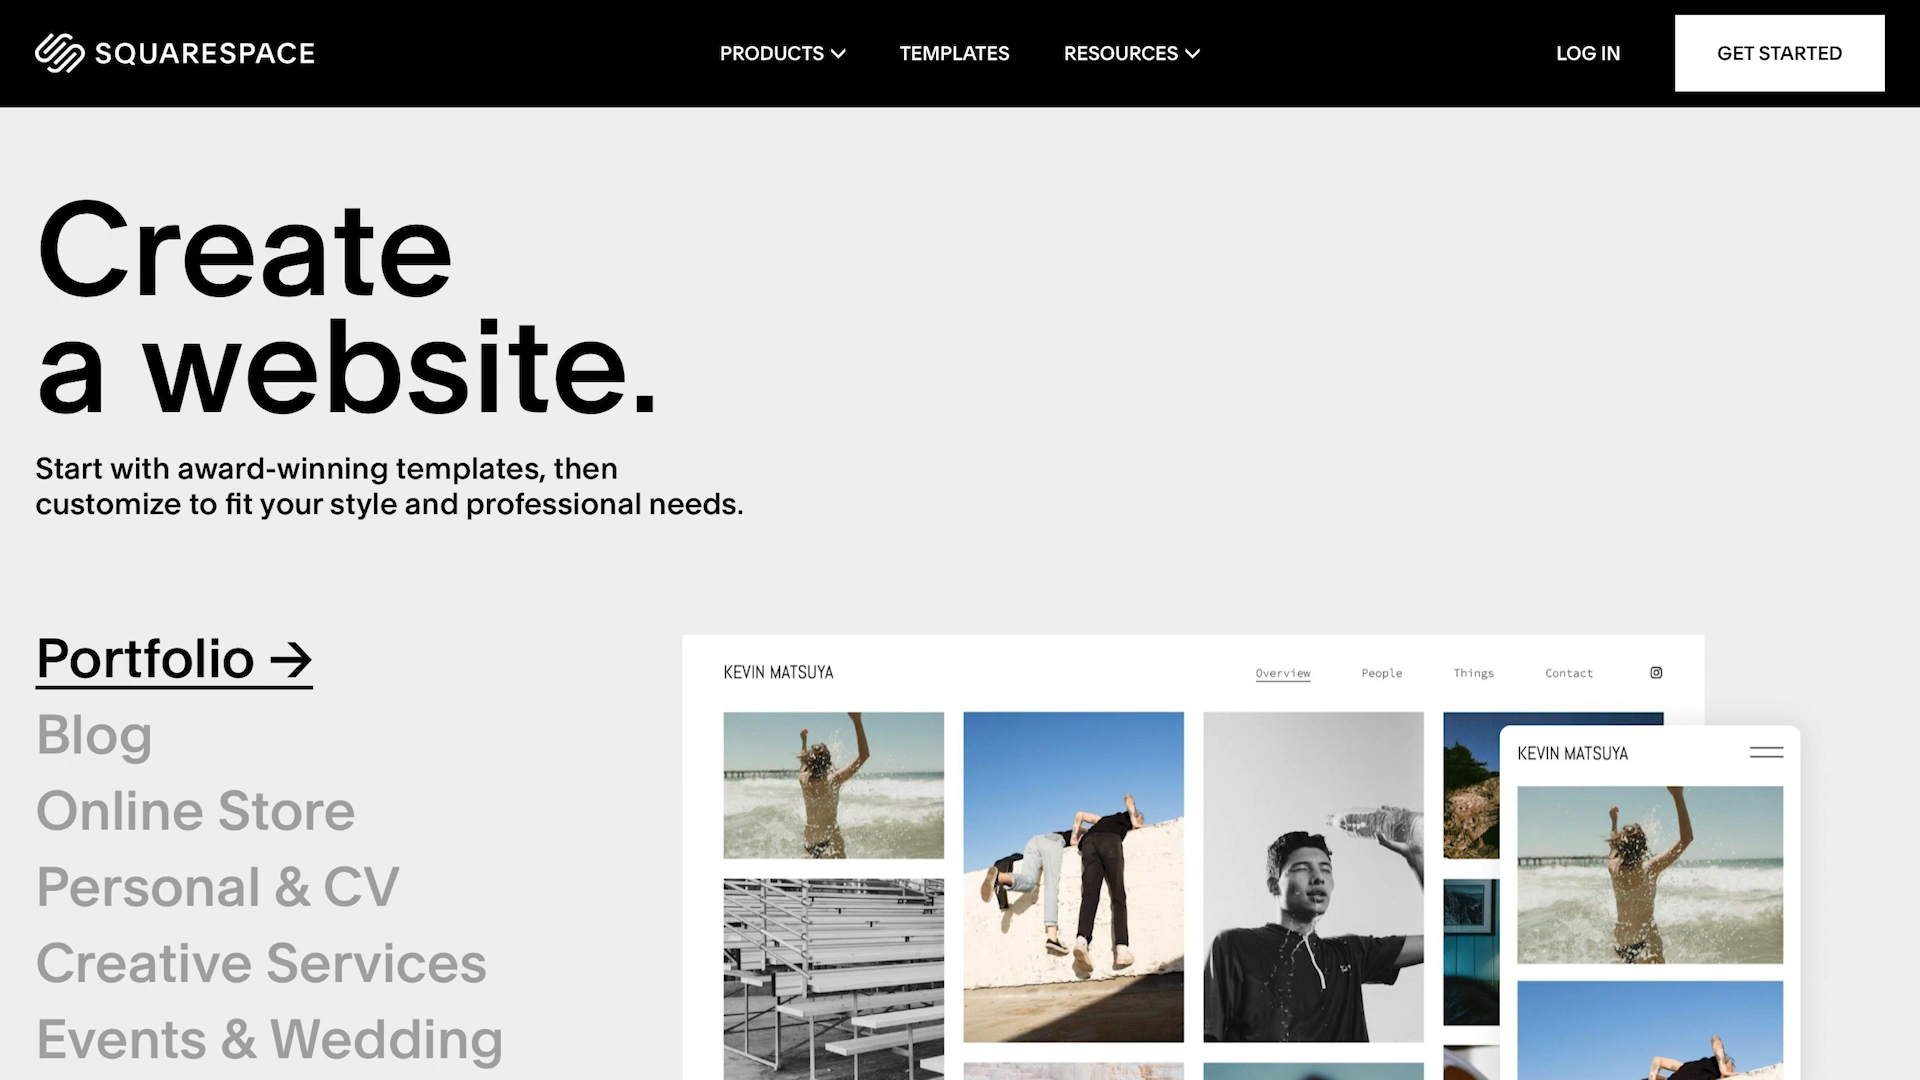 SQUARESPACE
PRODUCTS
TEMPLATES
RESOURCES
LOG IN
GET STARTED
Create
a website.
Start with award-winning templates, then
customize to fit your style and professional needs.
Portfolio →
Blog
Online Store
Personal & CV
Creative Services
Events & Wedding
KEVIN MATSUYA
Overview
People
Things
Contact
KEVIN MATSUYA